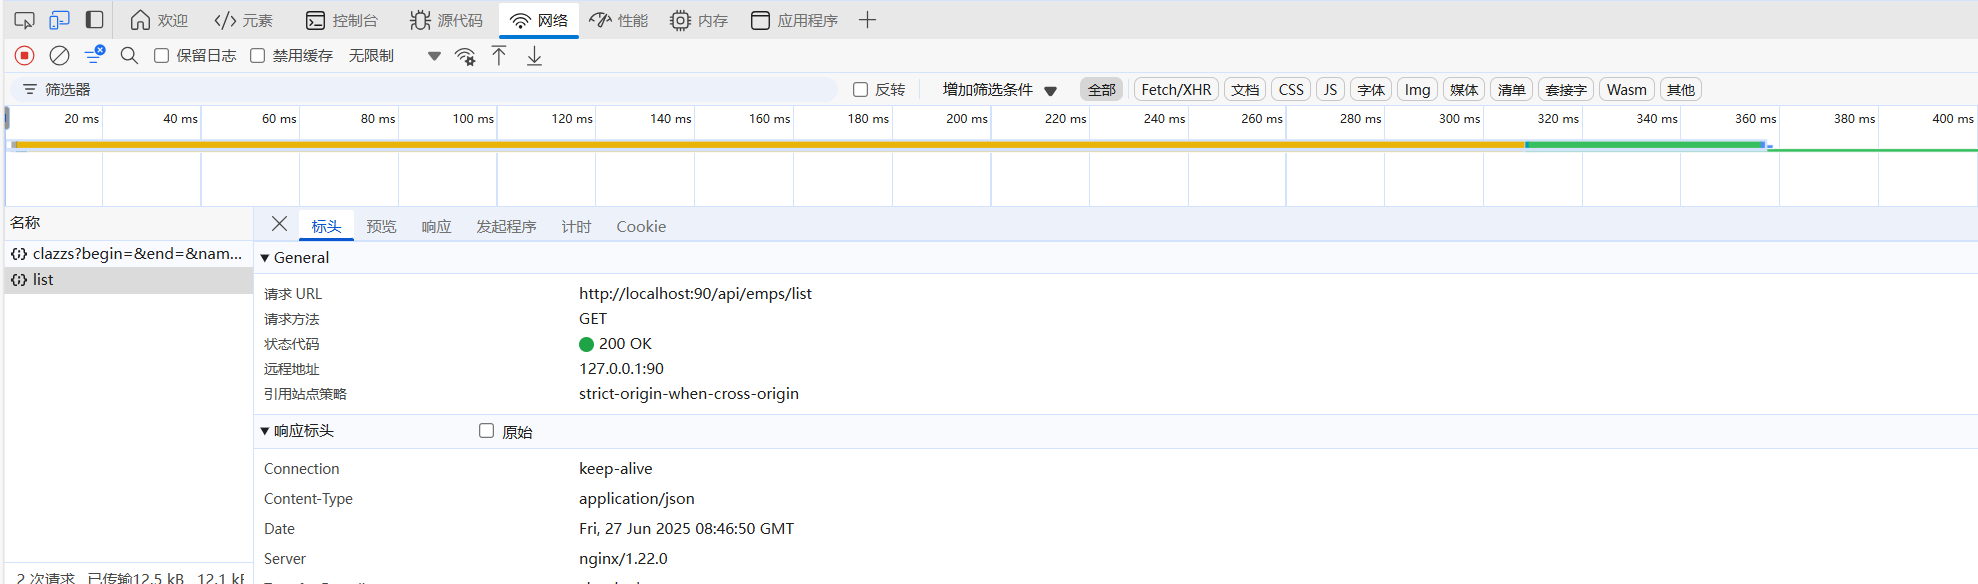 欢迎 元素 控制台 源代码 网络 性能 内存 应用程序
保留日志 禁用缓存 无限制
筛选器 反转 增加筛选条件 全部 Fetch/XHR 文档 CSS JS 字体 Img 媒体 清单 套接字 Wasm 其他
20 ms 40 ms 60 ms 80 ms 100 ms 120 ms 140 ms 160 ms 180 ms 200 ms 220 ms 240 ms 260 ms 280 ms 300 ms 320 ms 340 ms 360 ms 380 ms 400 ms
名称
clazzs?begin=&end=&nam...
list
标头 预览 响应 发起程序 计时 Cookie
General
请求 URL http://localhost:90/api/emps/list
请求方法 GET
状态代码 200 OK
远程地址 127.0.0.1:90
引用站点策略 strict-origin-when-cross-origin
响应标头 原始
Connection keep-alive
Content-Type application/json
Date Fri, 27 Jun 2025 08:46:50 GMT
Server nginx/1.22.0
2 次请求 已传输12.5 kB 12.1 kB